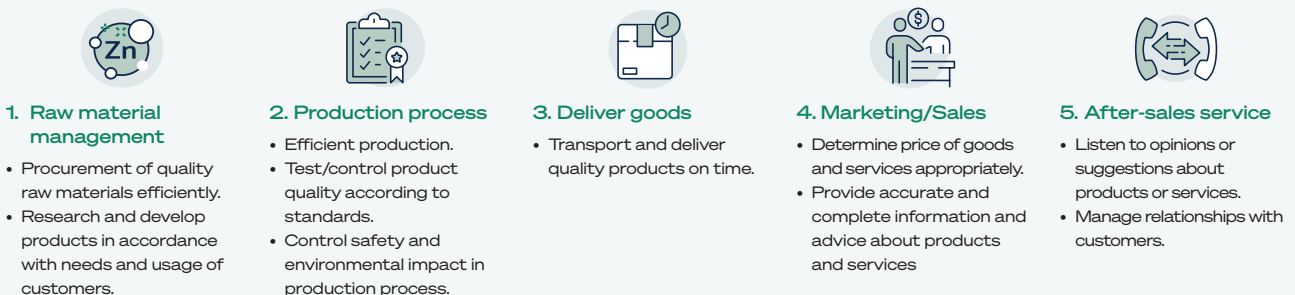 Zn
$
1. Raw material
management
• Procurement of quality
raw materials efficiently.
• Research and develop
products in accordance
with needs and usage of
customers.
2. Production process
• Efficient production.
• Test/control product
quality according to
standards.
• Control safety and
environmental impact in
production process.
3. Deliver goods
• Transport and deliver
quality products on time.
4. Marketing/Sales
• Determine price of goods
and services appropriately.
• Provide accurate and
complete information and
advice about products
and services
5. After-sales service
• Listen to opinions or
suggestions about
products or services.
• Manage relationships with
customers.